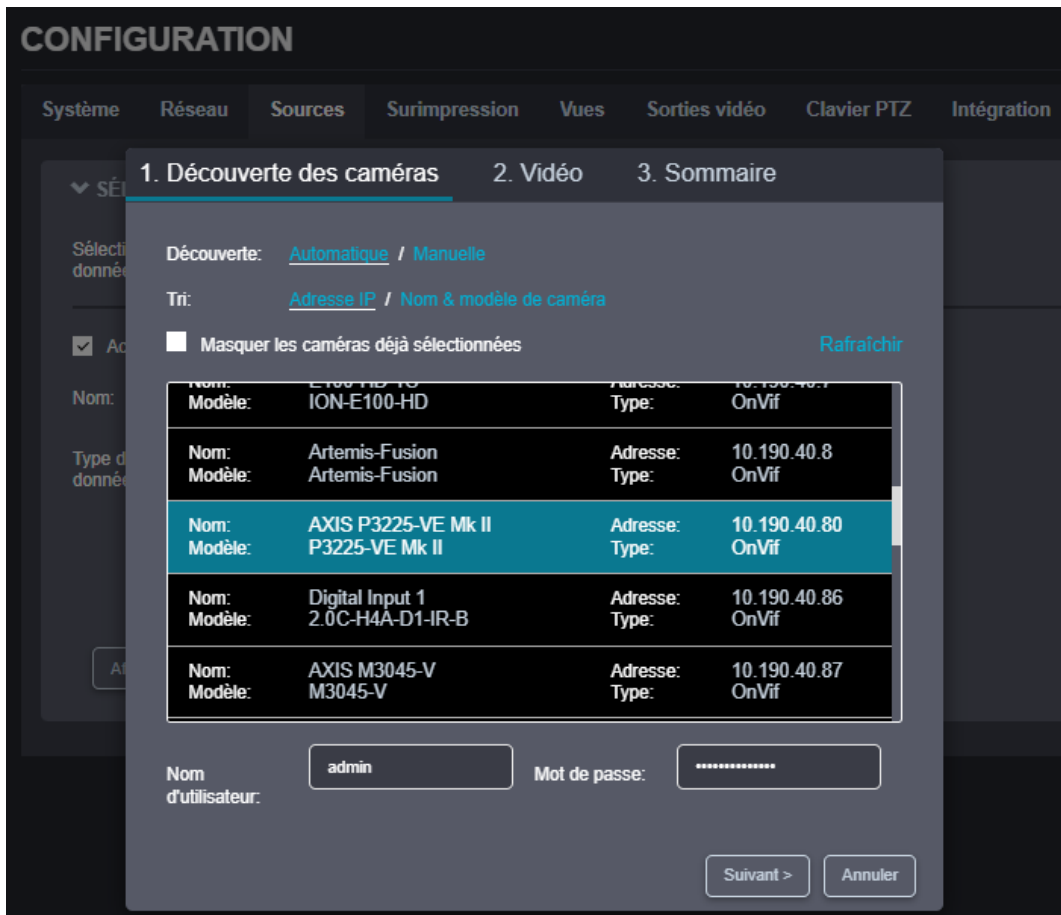 CONFIGURATION
Système Réseau Sources Surimpression Vues Sorties vidéo Clavier PTZ Intégration
1. Découverte des caméras 2. Vidéo 3. Sommaire
Découverte: Automatique / Manuelle
Tri: Adresse IP / Nom & modèle de caméra
Masquer les caméras déjà sélectionnées Rafraîchir
Nom: Adresse:
Modèle: ION-E100-HD Type: OnVif
Nom: Artemis-Fusion Adresse: 10.190.40.8
Modèle: Artemis-Fusion Type: OnVif
Nom: AXIS P3225-VE Mk II Adresse: 10.190.40.80
Modèle: P3225-VE Mk II Type: OnVif
Nom: Digital Input 1 Adresse: 10.190.40.86
Modèle: 2.0C-H4A-D1-IR-B Type: OnVif
Nom: AXIS M3045-V Adresse: 10.190.40.87
Modèle: M3045-V Type: OnVif
Nom: 
Type d
Nom
d'utilisateur: admin Mot de passe: ••••••••••••••
Suivant > Annuler